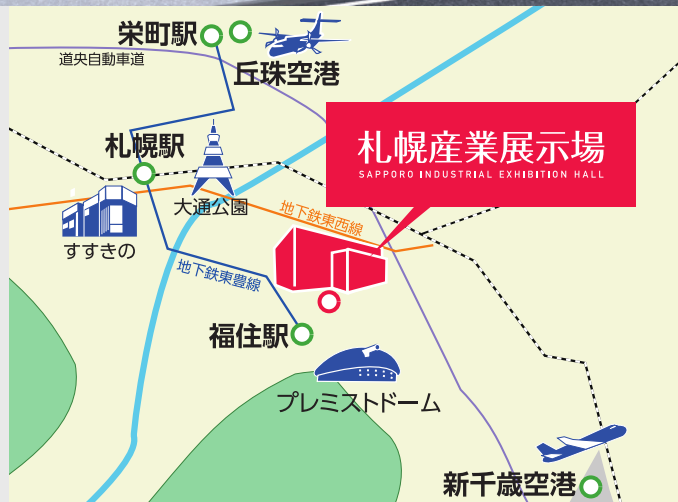 栄町駅
道央自動車道
丘珠空港
札幌駅
札幌産業展示場
SAPPORO INDUSTRIAL EXHIBITION HALL
大通公園
地下鉄東西線
すすきの
地下鉄東豊線
福住駅
プレミストドーム
新千歳空港